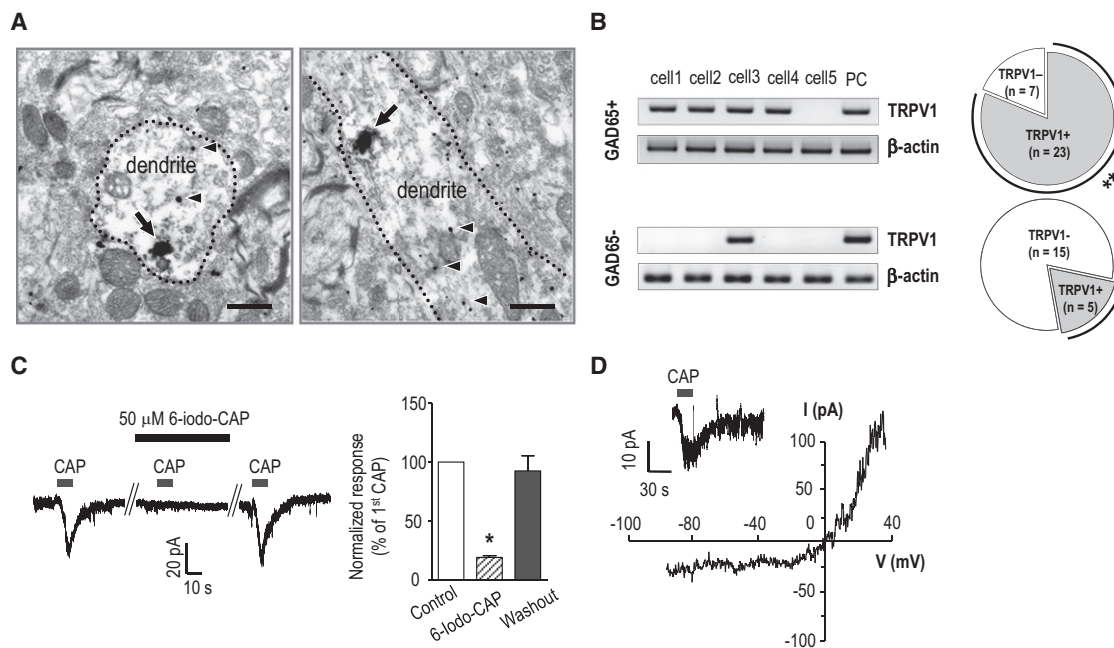 A
dendrite
dendrite
B
cell1 cell2 cell3 cell4 cell5 PC
GAD65+
TRPV1
β-actin
GAD65-
TRPV1
β-actin
TRPV1–
(n = 7)
TRPV1+
(n = 23)
**
TRPV1-
(n = 15)
TRPV1+
(n = 5)
C
50 μM 6-iodo-CAP
CAP CAP CAP
20 pA
10 s
Normalized response
(% of 1st CAP)
150
100
50
0
*
Control
6-Iodo-CAP
Washout
D
CAP
10 pA
30 s
I (pA)
100
50
-100 -80 -60 -40 0 40
V (mV)
-50
-100